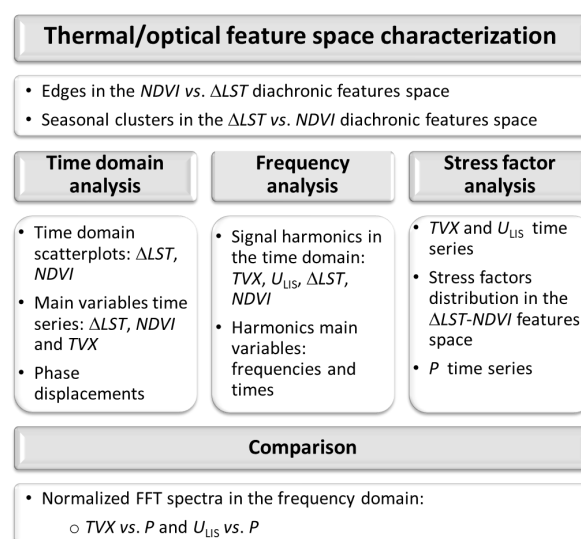 Thermal/optical feature space characterization
• Edges in the NDVI vs. ΔLST diachronic features space
• Seasonal clusters in the ΔLST vs. NDVI diachronic features space
Time domain
analysis
• Time domain
scatterplots: ΔLST,
NDVI
• Main variables time
series: ΔLST, NDVI
and TVX
• Phase
displacements
Frequency
analysis
• Signal harmonics in
the time domain:
TVX, U_LIS, ΔLST,
NDVI
• Harmonics main
variables:
frequencies and
times
Stress factor
analysis
• TVX and U_LIS time
series
• Stress factors
distribution in the
ΔLST-NDVI features
space
• P time series
Comparison
• Normalized FFT spectra in the frequency domain:
○ TVX vs. P and U_LIS vs. P